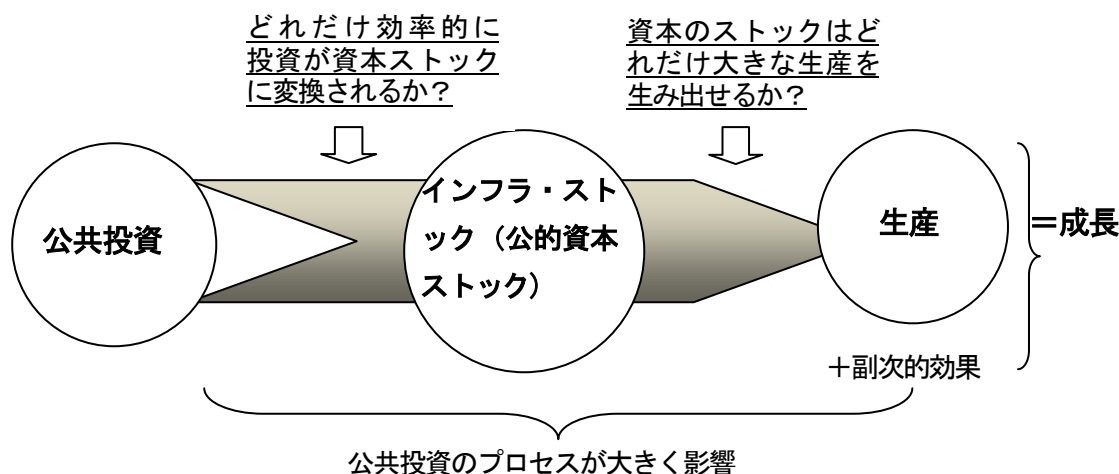 どれだけ効率的に
投資が資本ストック
に変換されるか？
資本のストックはど
れだけ大きな生産を
生み出せるか？
公共投資
インフラ・スト
ック（公的資本
ストック）
生産
＝成長
＋副次的効果
公共投資のプロセスが大きく影響